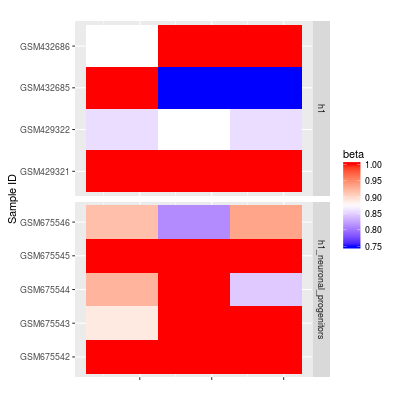 GSM432686
GSM432685
GSM429322
GSM429321
h1
GSM675546
GSM675545
GSM675544
GSM675543
GSM675542
h1_neuronal_progenitors
Sample ID
beta
1.00
0.95
0.90
0.85
0.80
0.75